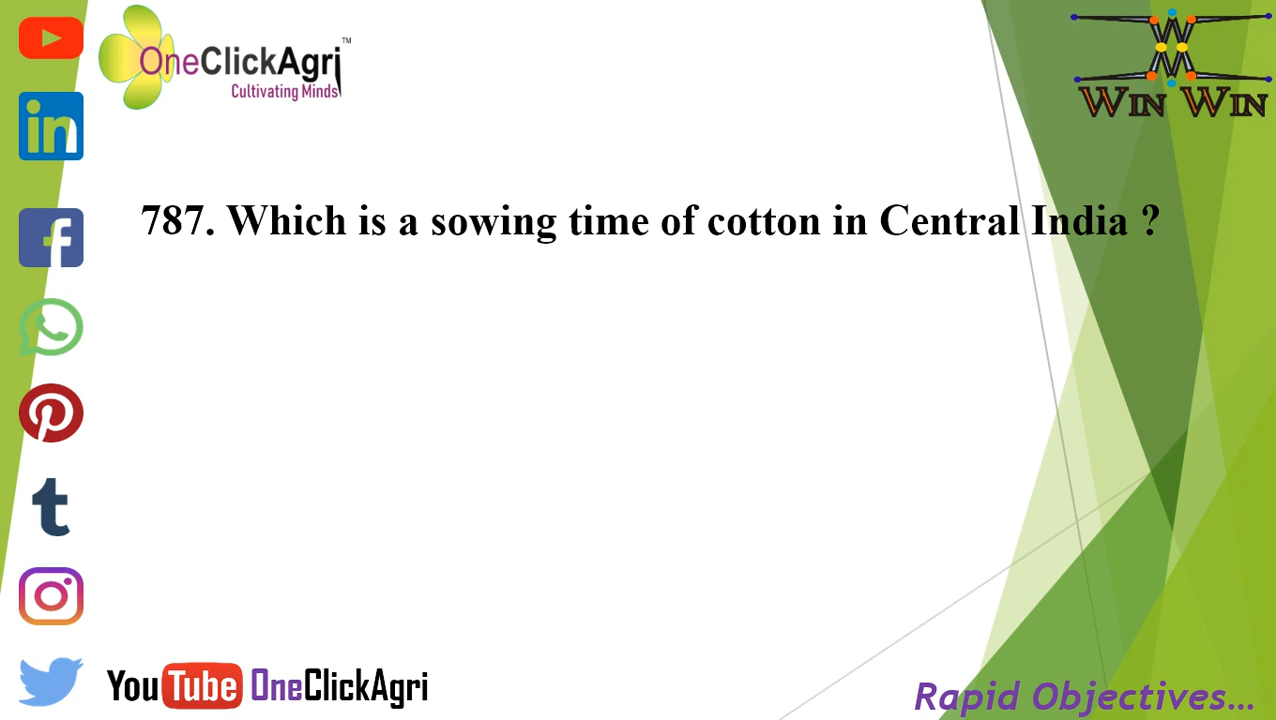 OneClickAgri™
Cultivating Minds
WIN WIN
787. Which is a sowing time of cotton in Central India ?
YouTube OneClickAgri
Rapid Objectives...